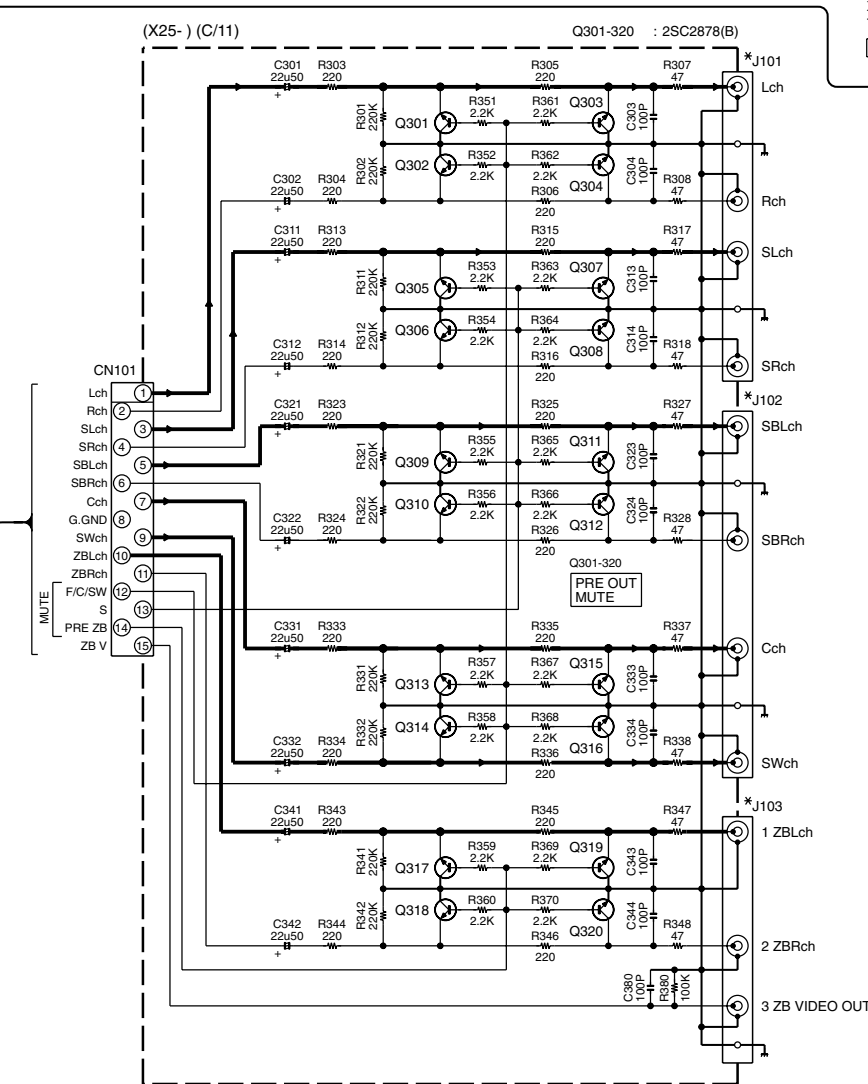 (X25- ) (C/11)
Q301-320 : 2SC2878(B)
*J101
C301 R303 R305 R307
22u50 220 220 47
+
Lch
R301 220K
Q301
R351 2.2K
R361 2.2K
Q303
C303 100P
R302 220K
Q302
R352 2.2K
R362 2.2K
Q304
C304 100P
C302 R304 R306 R308
22u50 220 220 47
+
Rch
C311 R313 R315 R317
22u50 220 220 47
+
SLch
R311 220K
Q305
R353 2.2K
R363 2.2K
Q307
C313 100P
R312 220K
Q306
R354 2.2K
R364 2.2K
Q308
C314 100P
C312 R314 R316 R318
22u50 220 220 47
+
SRch
*J102
CN101
Lch 1
Rch 2
SLch 3
SRch 4
SBLch 5
SBRch 6
Cch 7
G.GND 8
SWch 9
ZBLch 10
ZBRch 11
MUTE
F/C/SW 12
S 13
PRE ZB 14
ZB V 15
C321 R323 R325 R327
22u50 220 220 47
+
SBLch
R321 220K
Q309
R355 2.2K
R365 2.2K
Q311
C323 100P
R322 220K
Q310
R356 2.2K
R366 2.2K
Q312
C324 100P
C322 R324 R326 R328
22u50 220 220 47
+
SBRch
Q301-320
PRE OUT
MUTE
C331 R333 R335 R337
22u50 220 220 47
+
Cch
R331 220K
Q313
R357 2.2K
R367 2.2K
Q315
C333 100P
R332 220K
Q314
R358 2.2K
R368 2.2K
Q316
C334 100P
C332 R334 R336 R338
22u50 220 220 47
+
SWch
*J103
C341 R343 R345 R347
22u50 220 220 47
+
1 ZBLch
R341 220K
Q317
R359 2.2K
R369 2.2K
Q319
C343 100P
R342 220K
Q318
R360 2.2K
R370 2.2K
Q320
C344 100P
C342 R344 R346 R348
22u50 220 220 47
+
2 ZBRch
C380 100P
R380 100K
3 ZB VIDEO OUT